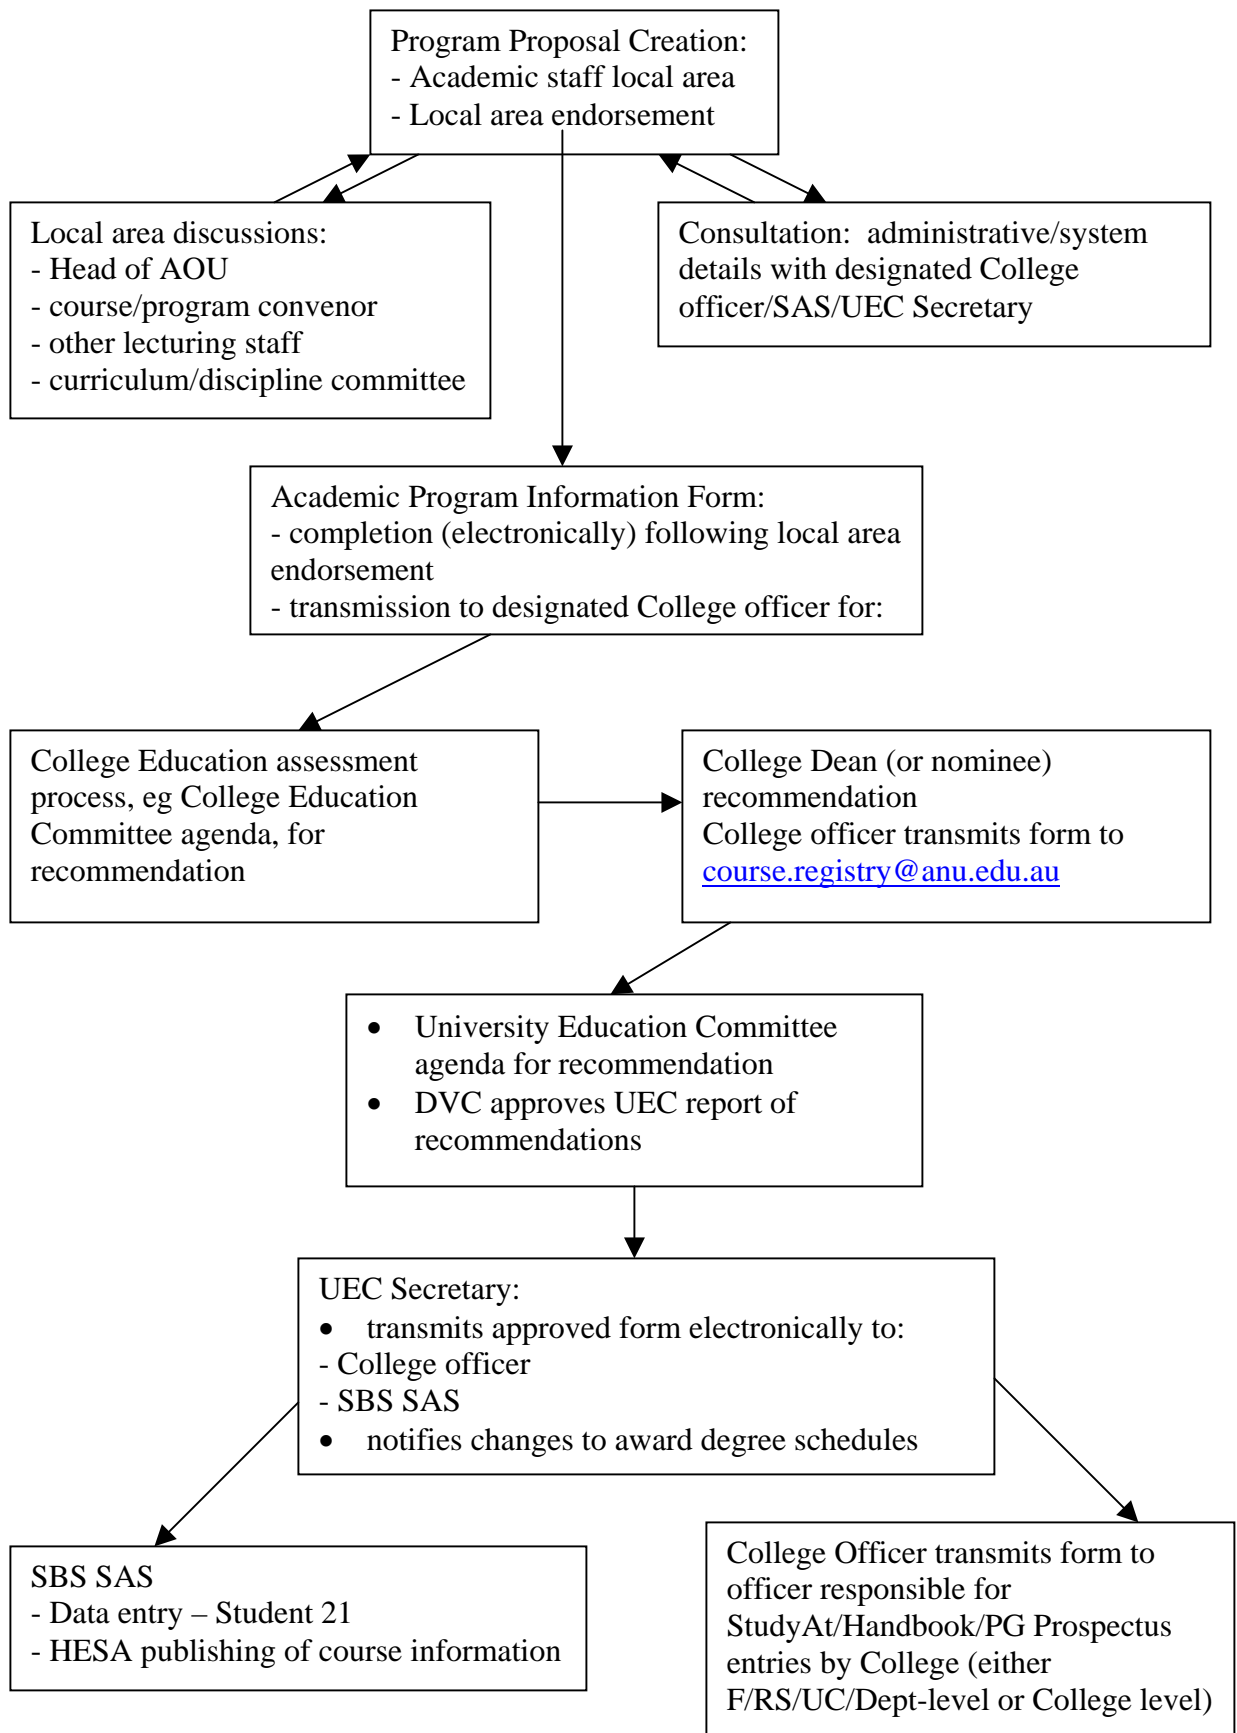 Program Proposal Creation:
- Academic staff local area
- Local area endorsement
Local area discussions:
- Head of AOU
- course/program convenor
- other lecturing staff
- curriculum/discipline committee
Consultation:  administrative/system
details with designated College
officer/SAS/UEC Secretary
Academic Program Information Form:
- completion (electronically) following local area
endorsement
- transmission to designated College officer for:
College Education assessment
process, eg College Education
Committee agenda, for
recommendation
College Dean (or nominee)
recommendation
College officer transmits form to
course.registry@anu.edu.au
• University Education Committee
agenda for recommendation
• DVC approves UEC report of
recommendations
UEC Secretary:
• transmits approved form electronically to:
- College officer
- SBS SAS
• notifies changes to award degree schedules
SBS SAS
- Data entry – Student 21
- HESA publishing of course information
College Officer transmits form to
officer responsible for
StudyAt/Handbook/PG Prospectus
entries by College (either
F/RS/UC/Dept-level or College level)